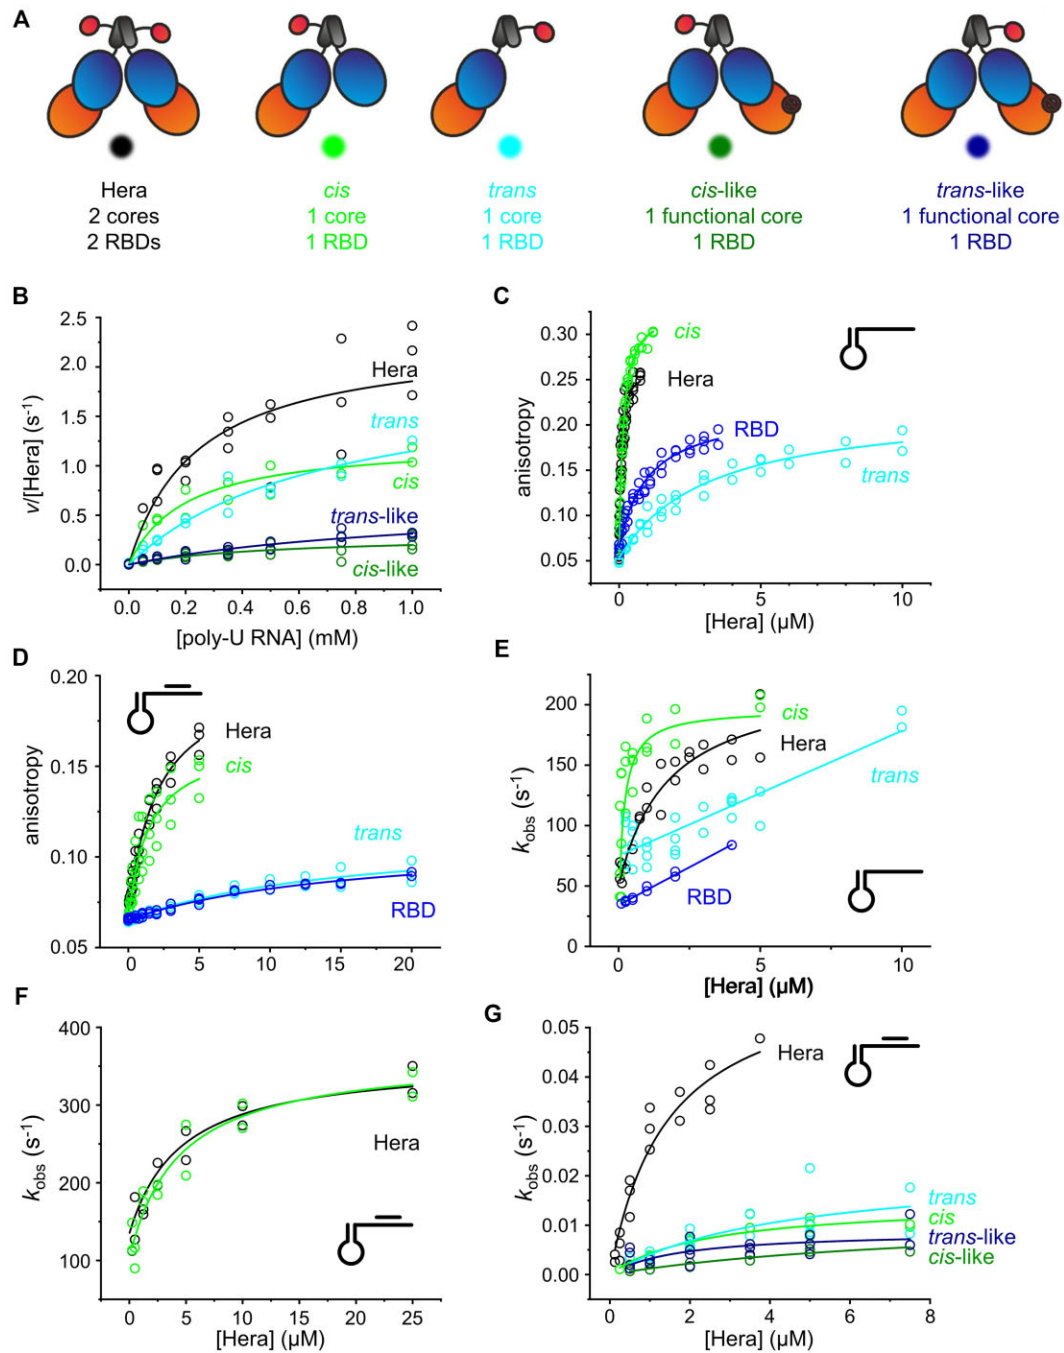 A
Hera
2 cores
2 RBDs
cis
1 core
1 RBD
trans
1 core
1 RBD
cis-like
1 functional core
1 RBD
trans-like
1 functional core
1 RBD
B
v/[Hera] (s⁻¹)
2.5
2.0
1.5
1.0
0.5
0.0
Hera
trans
cis
trans-like
cis-like
0.0 0.2 0.4 0.6 0.8 1.0
[poly-U RNA] (mM)
C
anisotropy
0.30
0.25
0.20
0.15
0.10
0.05
cis
Hera
RBD
trans
0 5 10
[Hera] (µM)
D
anisotropy
0.20
0.15
0.10
0.05
Hera
cis
trans
RBD
0 5 10 15 20
E
kobs (s⁻¹)
200
150
100
50
0
cis
Hera
trans
RBD
0 5 10
[Hera] (µM)
F
kobs (s⁻¹)
400
300
200
100
Hera
0 5 10 15 20 25
[Hera] (µM)
G
kobs (s⁻¹)
0.05
0.04
0.03
0.02
0.01
0.00
Hera
trans
cis
trans-like
cis-like
0 2 4 6 8
[Hera] (µM)